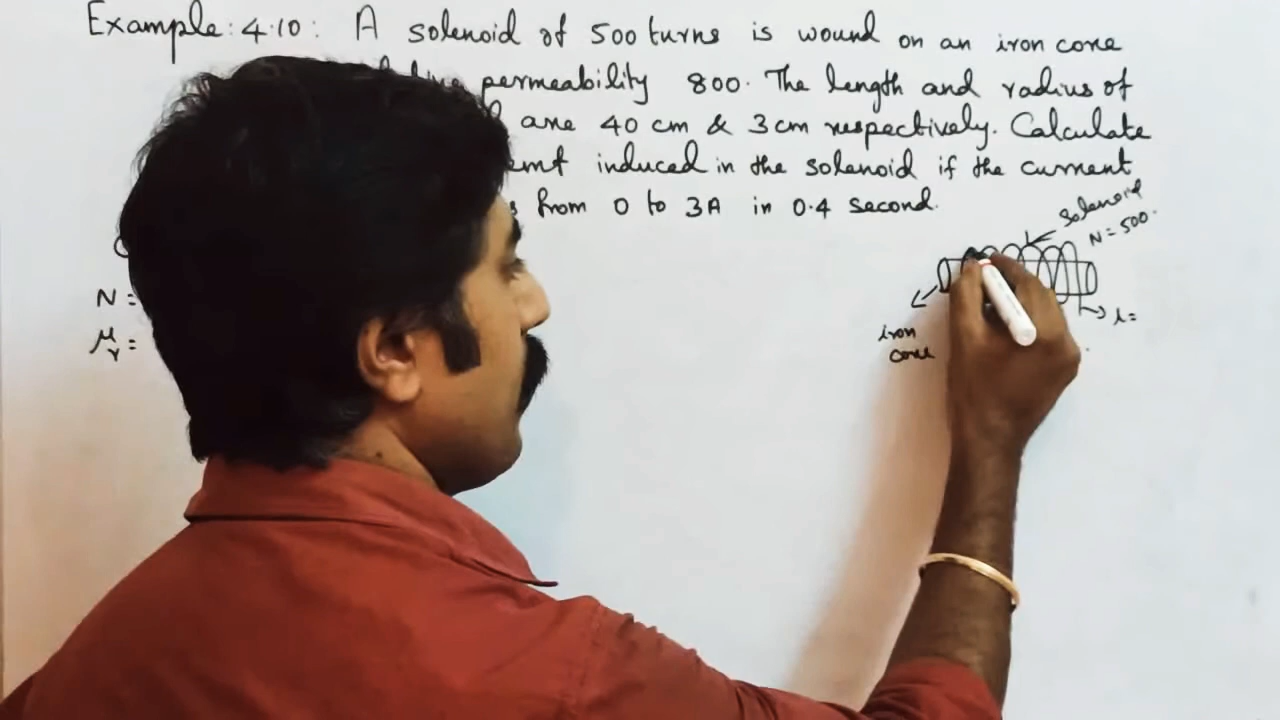 Example: 4.10: A solenoid of 500 turns is wound on an iron core
permeability 800. The length and radius of
are 40 cm & 3 cm respectively. Calculate
emf induced in the solenoid if the current
from 0 to 3A in 0.4 second.
Solenoid
N = 500.
N =
μr =
l =
iron
core